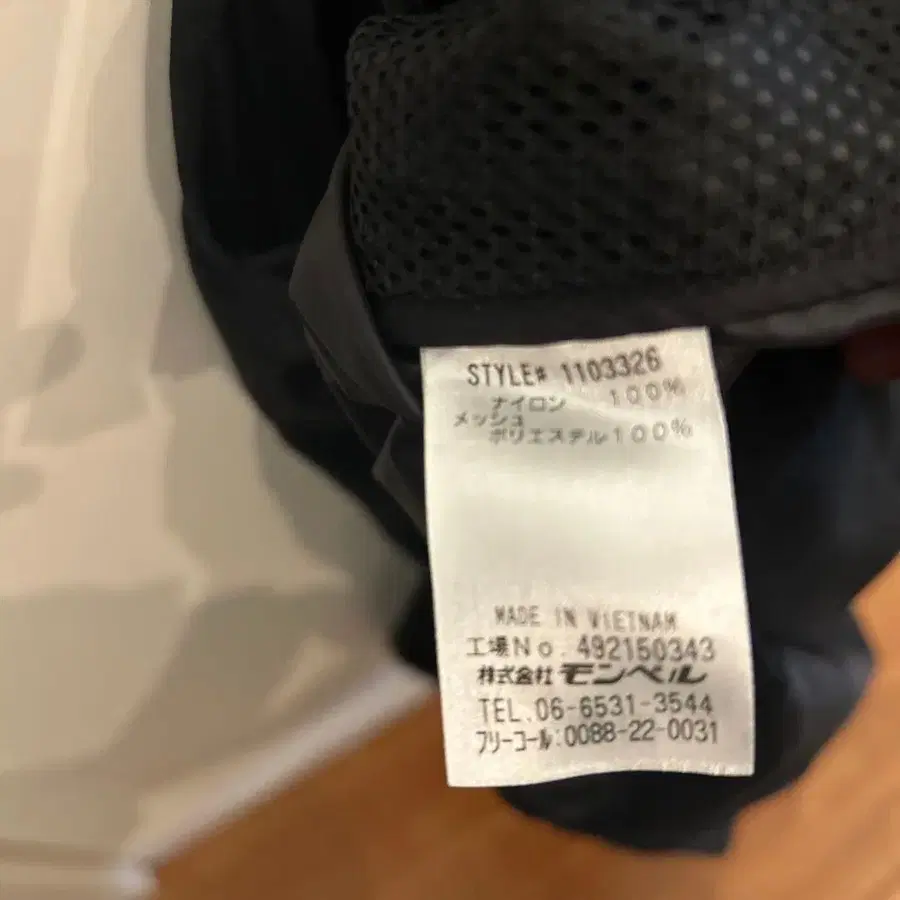 STYLE# 1103326
ナイロン 100%
メッシュ
ポリエステル100%
MADE IN VIETNAM
工場No. 492150343
株式会社 モンベル
TEL.06-6531-3544
フリーコール:0088-22-0031